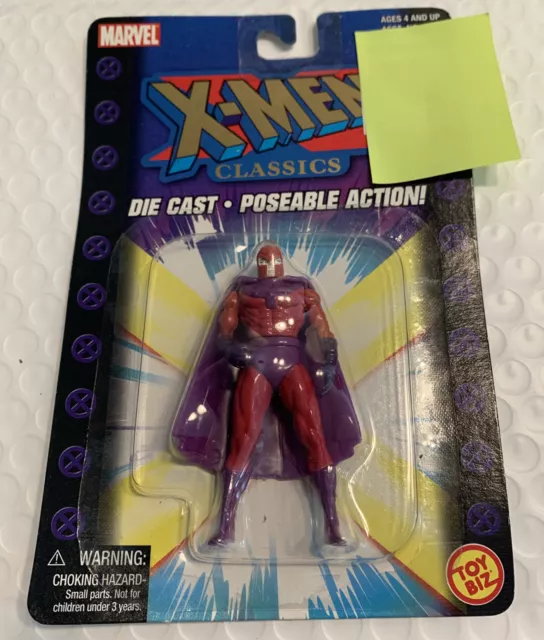 MARVEL
AGES 4 AND UP
X-MEN
CLASSICS
DIE CAST • POSEABLE ACTION!
⚠ WARNING:
CHOKING HAZARD-
Small parts. Not for
children under 3 years.
TOY
BIZ